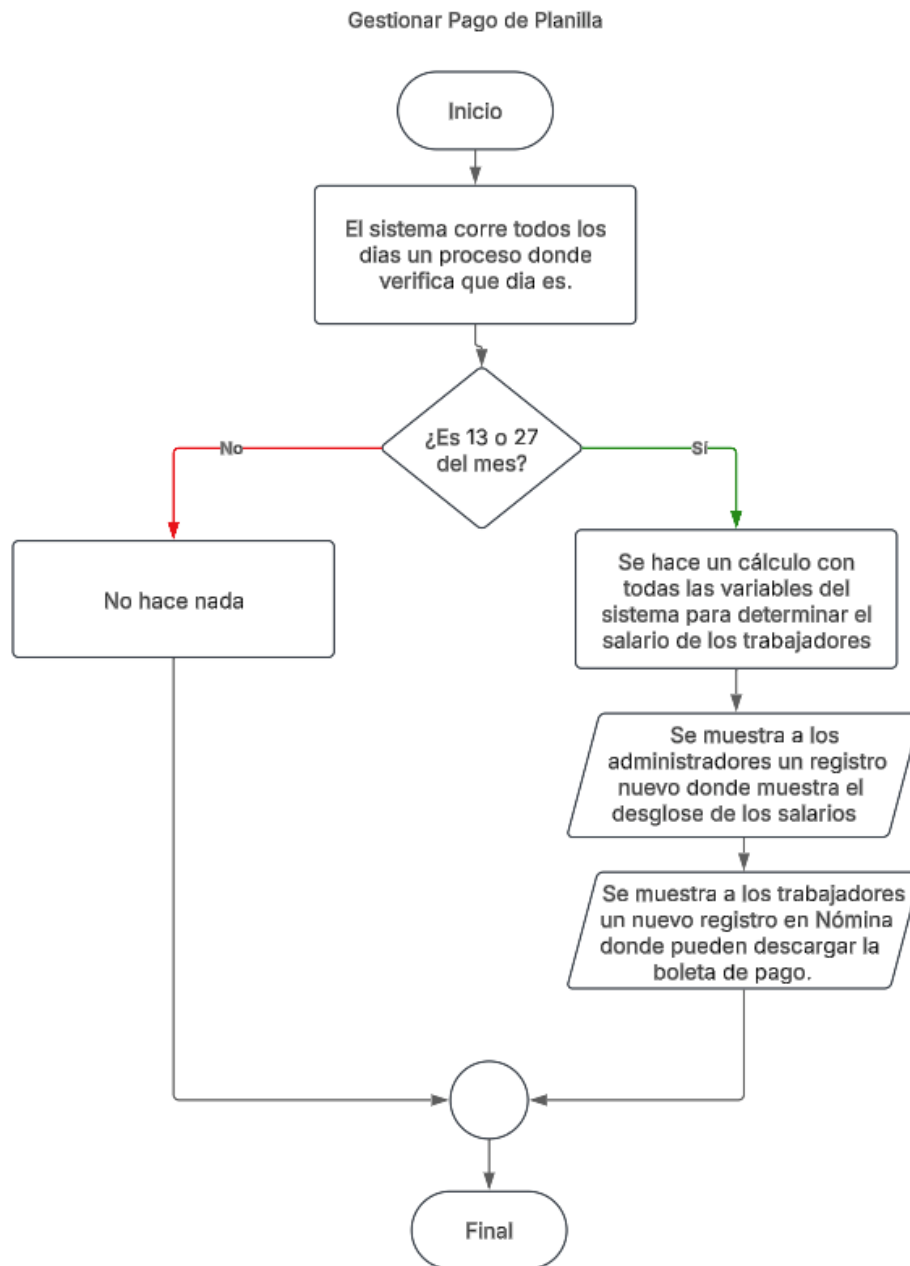 Gestionar Pago de Planilla
Inicio
El sistema corre todos los
dias un proceso donde
verifica que dia es.
¿Es 13 o 27
del mes?
No
Sí
No hace nada
Se hace un cálculo con
todas las variables del
sistema para determinar el
salario de los trabajadores
Se muestra a los
administradores un registro
nuevo donde muestra el
desglose de los salarios
Se muestra a los trabajadores
un nuevo registro en Nómina
donde pueden descargar la
boleta de pago.
Final